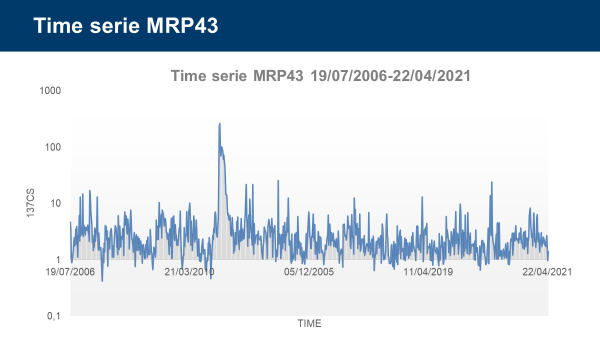 Time serie MRP43
Time serie MRP43 19/07/2006-22/04/2021
1000
100
10
1
0,1
137CS
19/07/2006 21/03/2010 05/12/2005 11/04/2019 22/04/2021
TIME